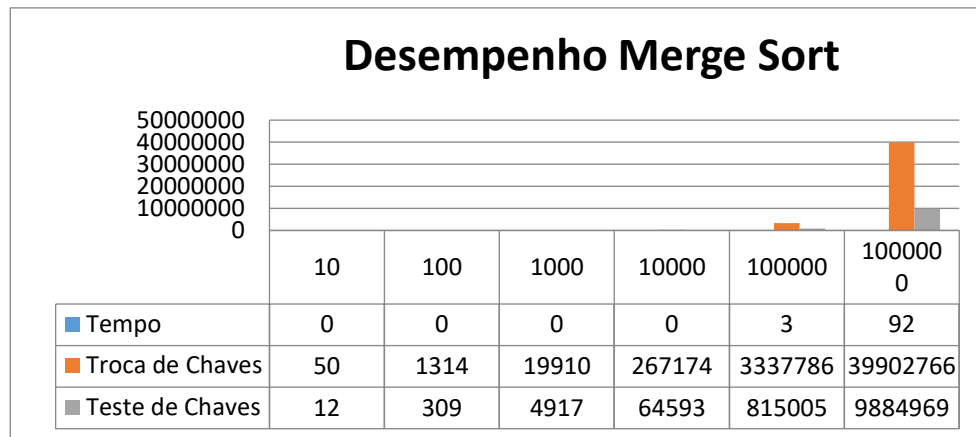 Desempenho Merge Sort
50000000
40000000
30000000
20000000
10000000
0
10 100 1000 10000 100000 100000
0
Tempo 0 0 0 0 3 92
Troca de Chaves 50 1314 19910 267174 3337786 39902766
Teste de Chaves 12 309 4917 64593 815005 9884969